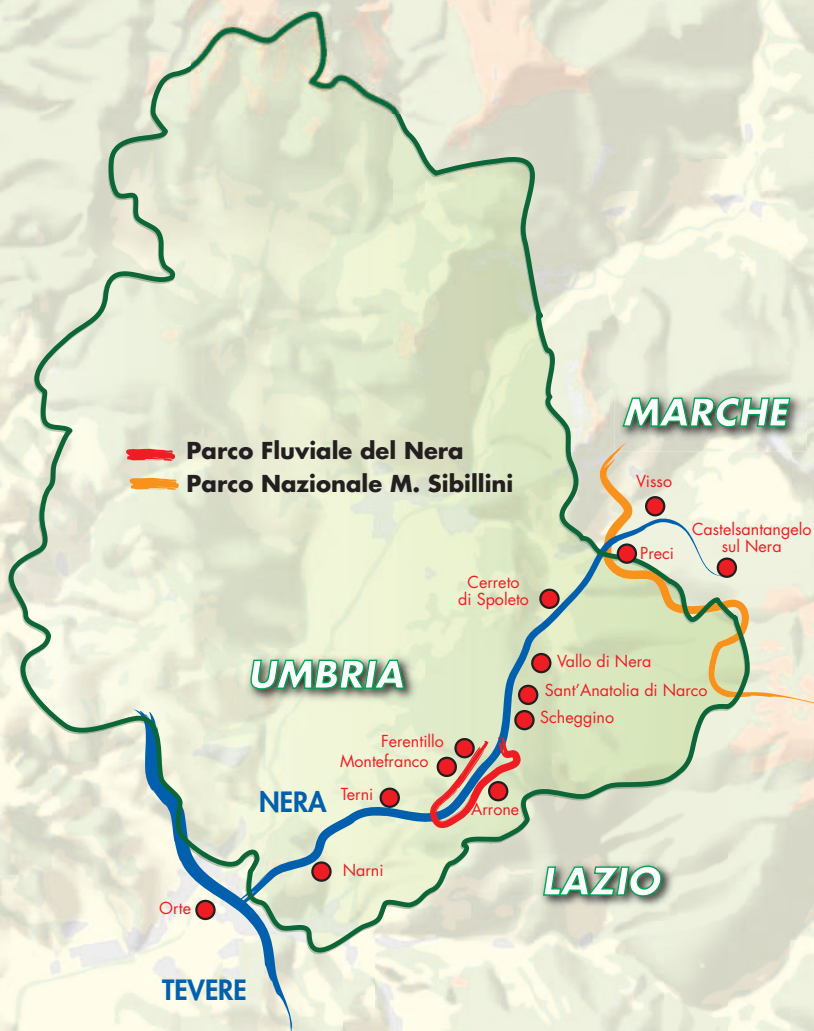 MARCHE
Parco Fluviale del Nera
Parco Nazionale M. Sibillini
Visso
Castelsantangelo
sul Nera
Preci
Cerreto
di Spoleto
UMBRIA
Vallo di Nera
Sant'Anatolia di Narco
Scheggino
Ferentillo
Montefranco
Terni
NERA
Arrone
Narni
LAZIO
Orte
TEVERE